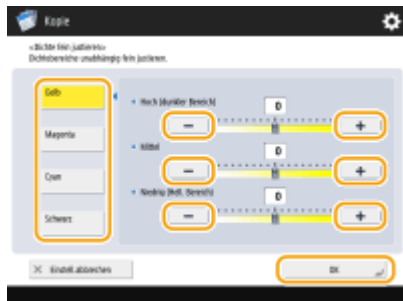 Kopie
<Dichte fein justieren>
Dichtebereiche unabhängig fein justieren.
Gelb
Hoch (dunkler Bereich)
0
− +
Magenta
Mittel
0
− +
Cyan
Niedrig (Hell. Bereich)
0
− +
Schwarz
Einstell.abbrechen
OK